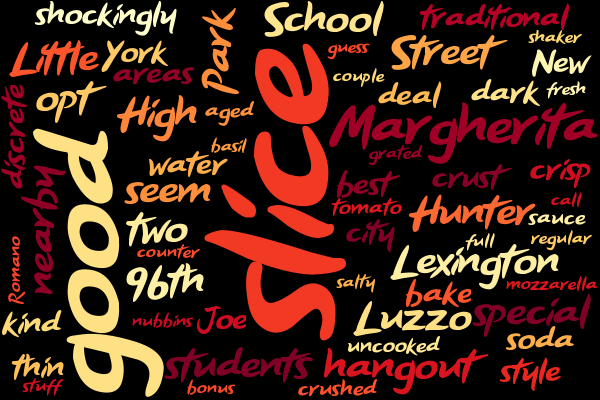 shockingly
School
traditional
Little
York
Park
guess
Street
shaker
New
areas
couple
discrete
opt
High
aged
deal
dark
fresh
Margherita
basil
grated
good
water
slice
best
crust
crisp
nearby
seem
tomato
Hunter
call
sauce
two
city
full
regular
counter
Romano
96th
salty
Lexington
mozzarella
bake
kind
nubbins
Joe
Luzzo
special
uncooked
soda
thin
students
hangout
style
stuff
bonus
crushed